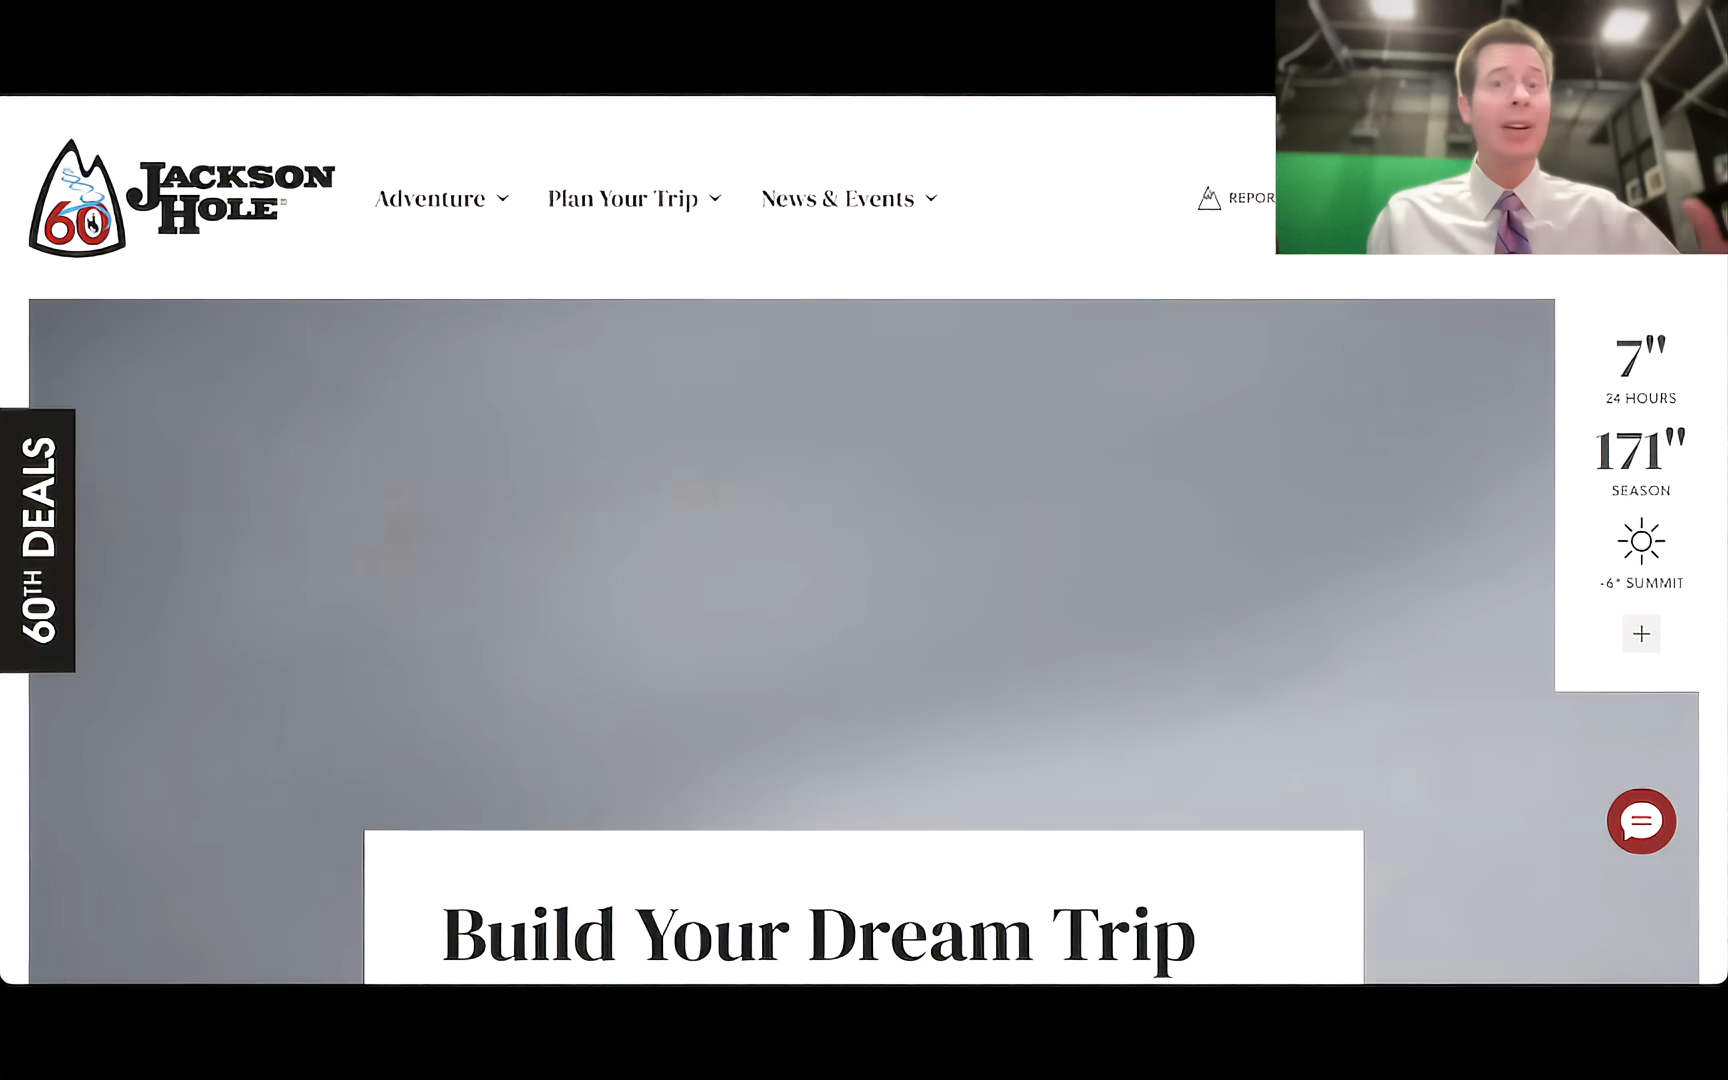 60
JACKSON
HOLE
Adventure
Plan Your Trip
News & Events
REPOR
7"
24 HOURS
171"
SEASON
-6° SUMMIT
60TH DEALS
Build Your Dream Trip